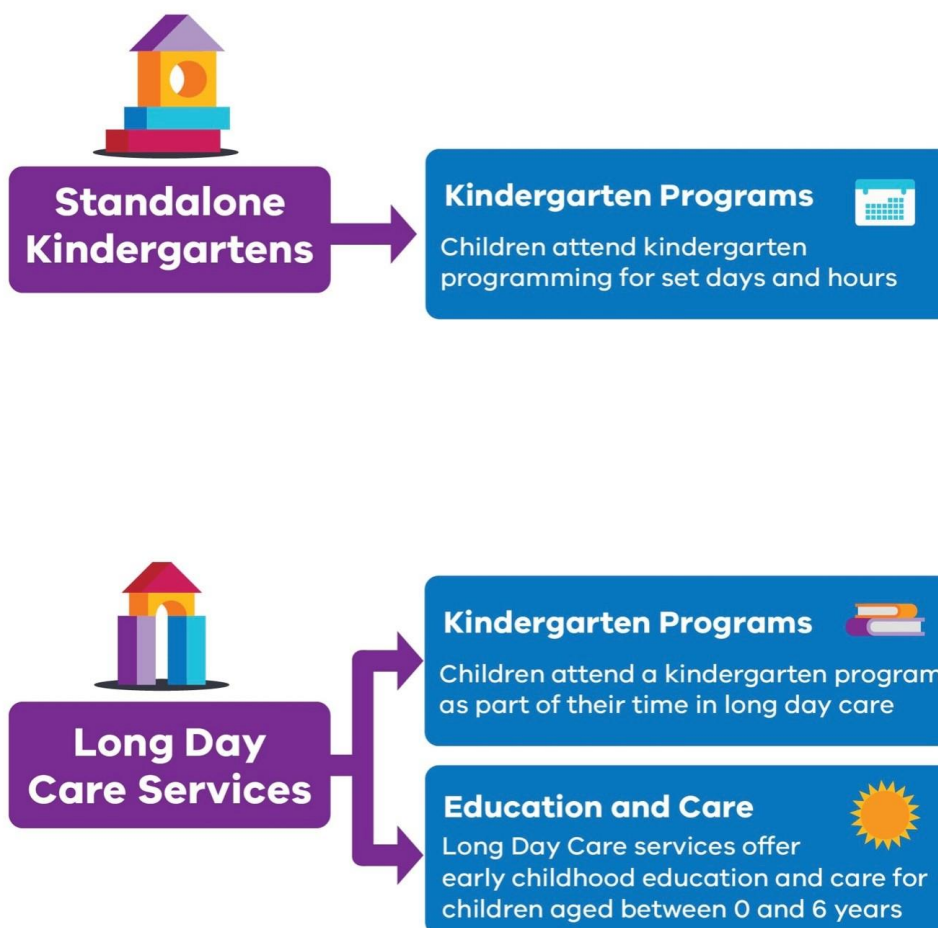 Standalone
Kindergartens
Kindergarten Programs
Children attend kindergarten
programming for set days and hours
Long Day
Care Services
Kindergarten Programs
Children attend a kindergarten program
as part of their time in long day care
Education and Care
Long Day Care services offer
early childhood education and care for
children aged between 0 and 6 years